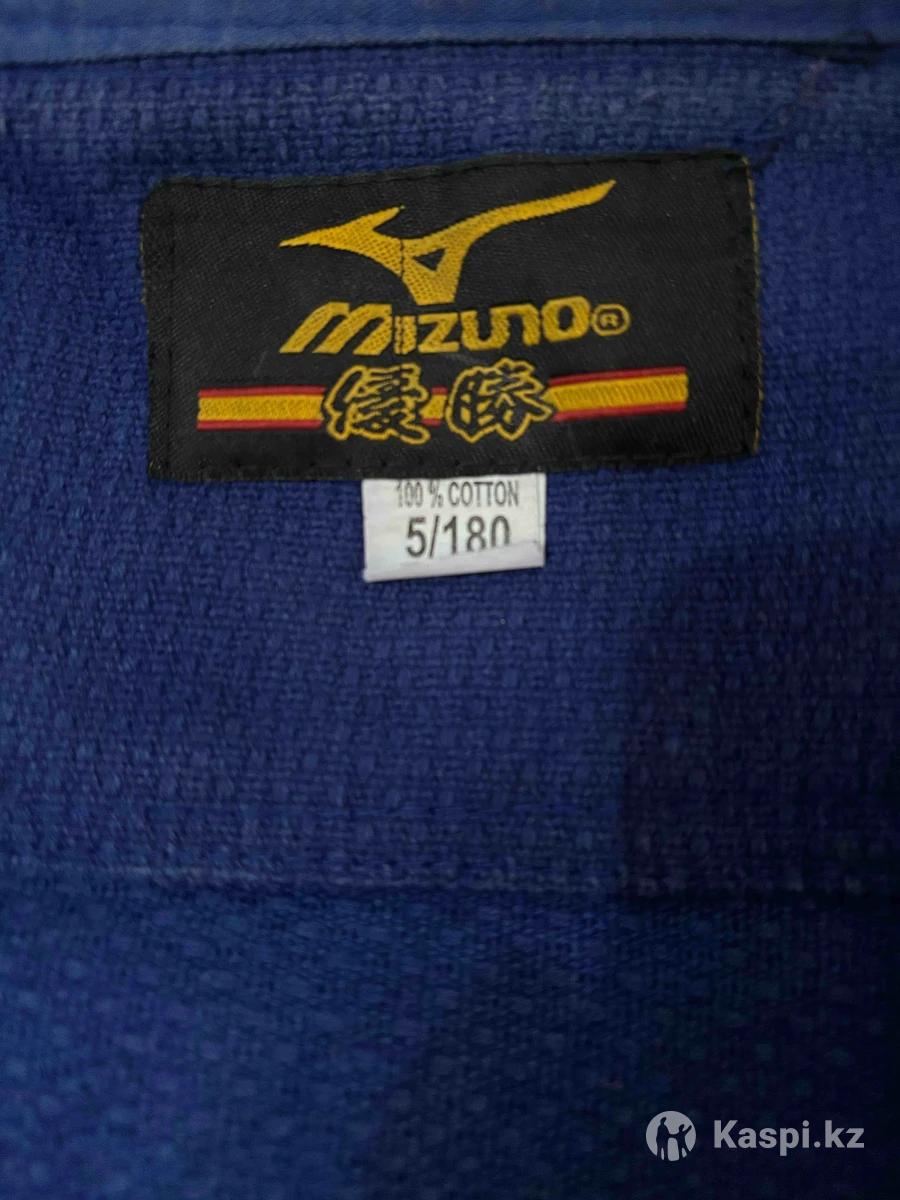 MIZUNO®
優勝
100 % COTTON
5/180
Kaspi.kz